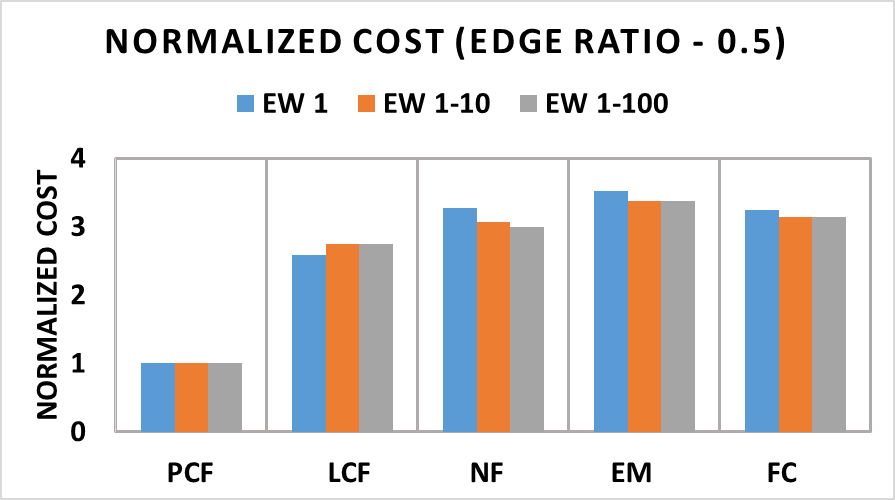 NORMALIZED COST (EDGE RATIO - 0.5)
EW 1 EW 1-10 EW 1-100
NORMALIZED COST
4
3
2
1
0
PCF LCF NF EM FC